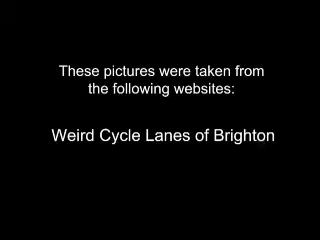 These pictures were taken from
the following websites:
Weird Cycle Lanes of Brighton